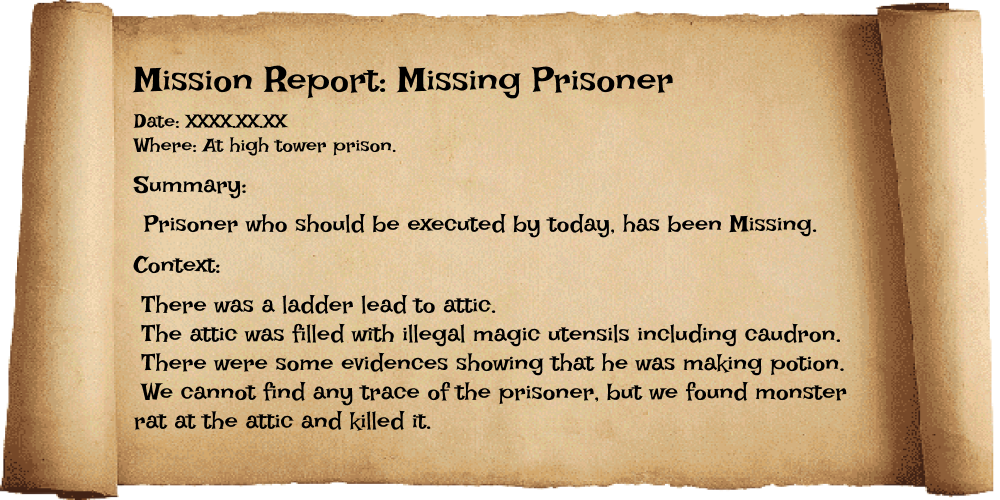 Mission Report: Missing Prisoner
Date: XXXX.XX.XX
Where: At high tower prison.
Summary:
Prisoner who should be executed by today, has been Missing.
Context:
There was a ladder lead to attic.
The attic was filled with illegal magic utensils including caudron.
There were some evidences showing that he was making potion.
We cannot find any trace of the prisoner, but we found monster
rat at the attic and killed it.